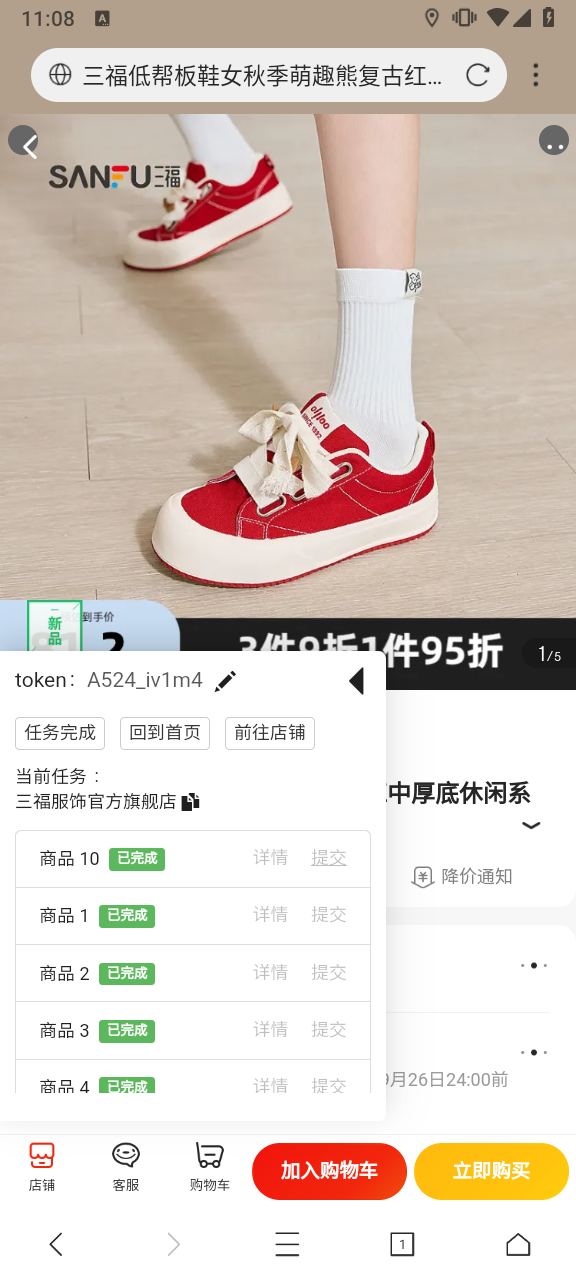 11:08
A
三福低帮板鞋女秋季萌趣熊复古红...
SANFU三福
ollloo
SINCE 1992
新品
到手价
2
3件9折1件95折
1/5
token： A524_iv1m4
任务完成 回到首页 前往店铺
当前任务：
三福服饰官方旗舰店
中厚底休闲系
商品 10 已完成 详情 提交
降价通知
商品 1 已完成 详情 提交
商品 2 已完成 详情 提交
商品 3 已完成 详情 提交
商品 4 已完成 详情 提交
9月26日24:00前
店铺 客服 购物车 加入购物车 立即购买
1